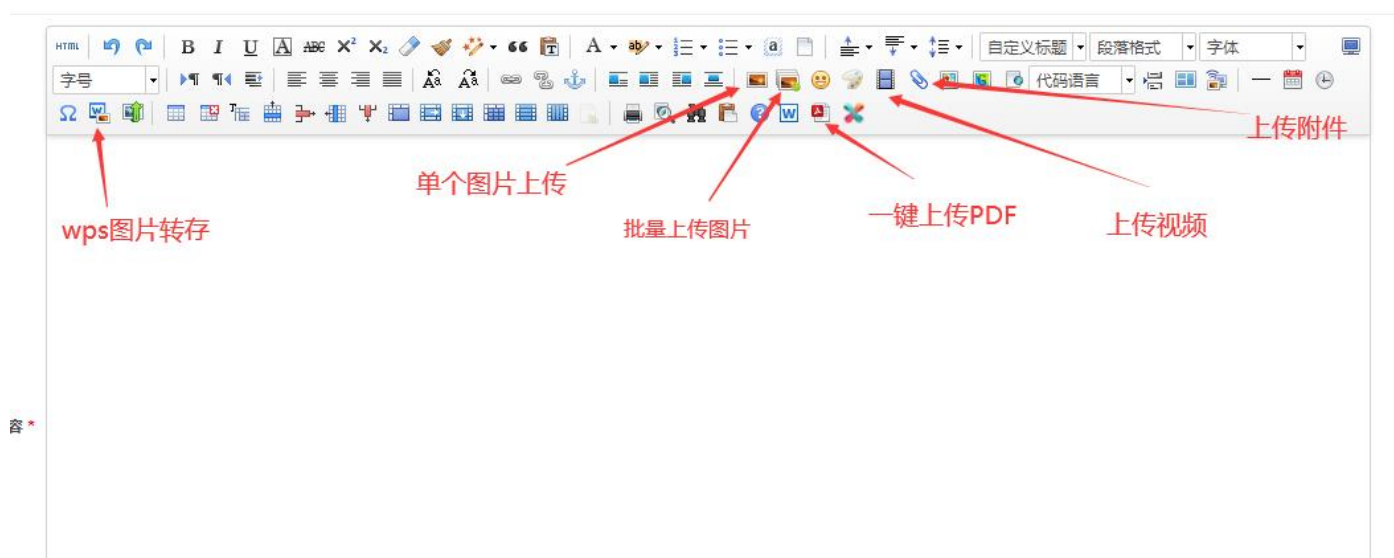 HTML B I U A ABC X² X₂ A 自定义标题 段落格式 字体
字号 代码语言
Ω W
上传附件
单个图片上传
批量上传图片
一键上传PDF
上传视频
wps图片转存
容 *